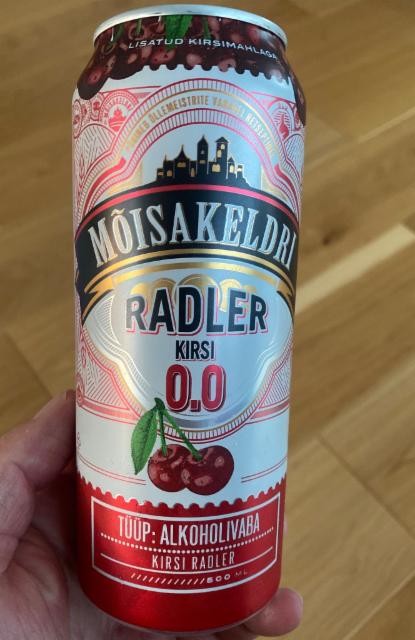 LISATUD KIRSIMAHLAGA
MÕISAKELDRI
RADLER
KIRSI
0.0
TÜÜP: ALKOHOLIVABA
KIRSI RADLER
500 ML